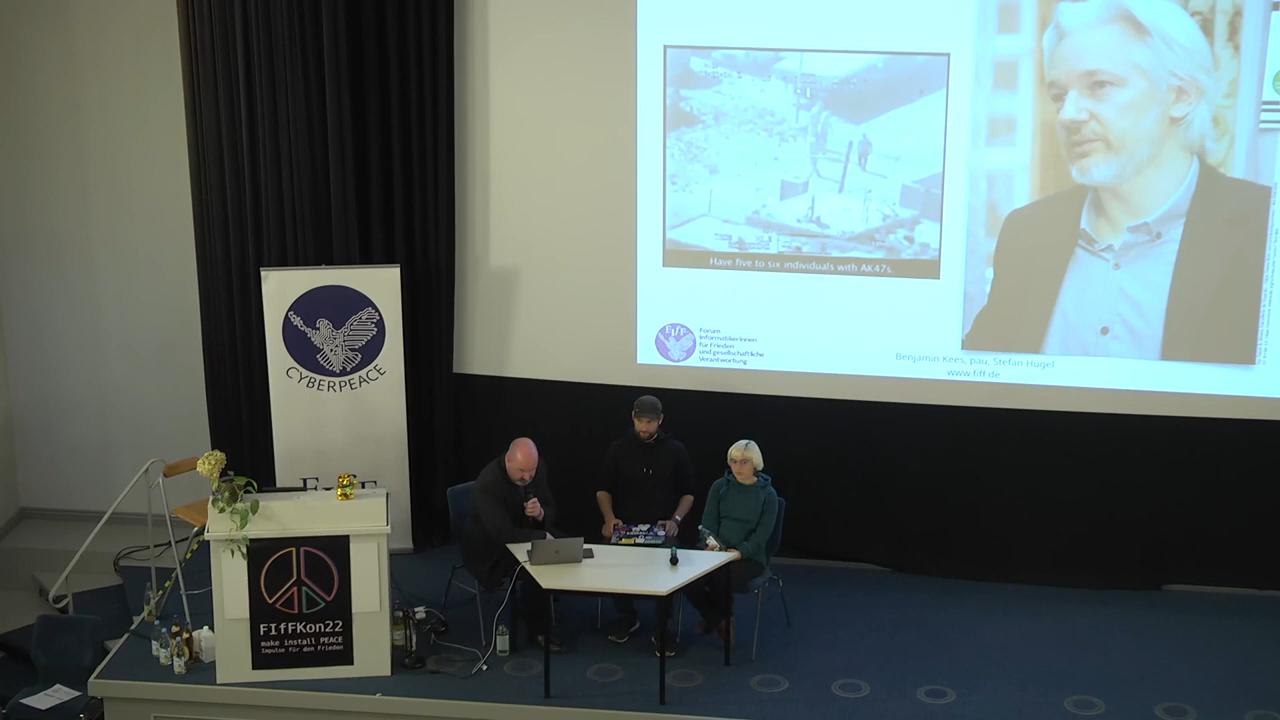 Have five to six individuals with AK47s.
FIfF
Forum
InformatikerInnen
für Frieden
und gesellschaftliche
Verantwortung
Benjamin Kees, pau, Stefan Hügel
www.fiff.de
CYBERPEACE
FIfFKon22
make install PEACE
Impulse für den Frieden